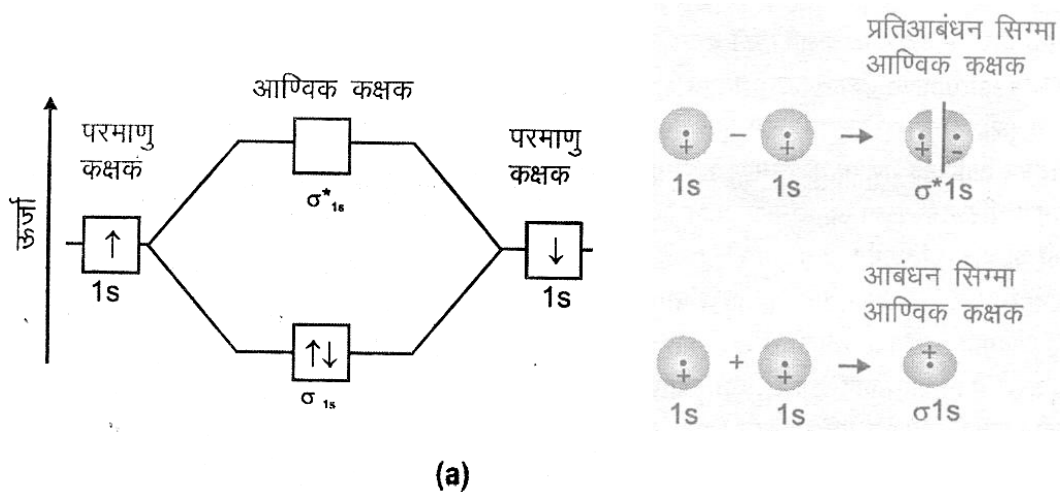 आण्विक कक्षक
परमाणु
कक्षक
परमाणु
कक्षक
ऊर्जा
↑
1s
σ*1s
↓
1s
↑↓
σ 1s
(a)
प्रतिआबंधन सिग्मा
आण्विक कक्षक
+ − + → + -
1s 1s σ*1s
आबंधन सिग्मा
आण्विक कक्षक
+ + + → +
1s 1s σ1s